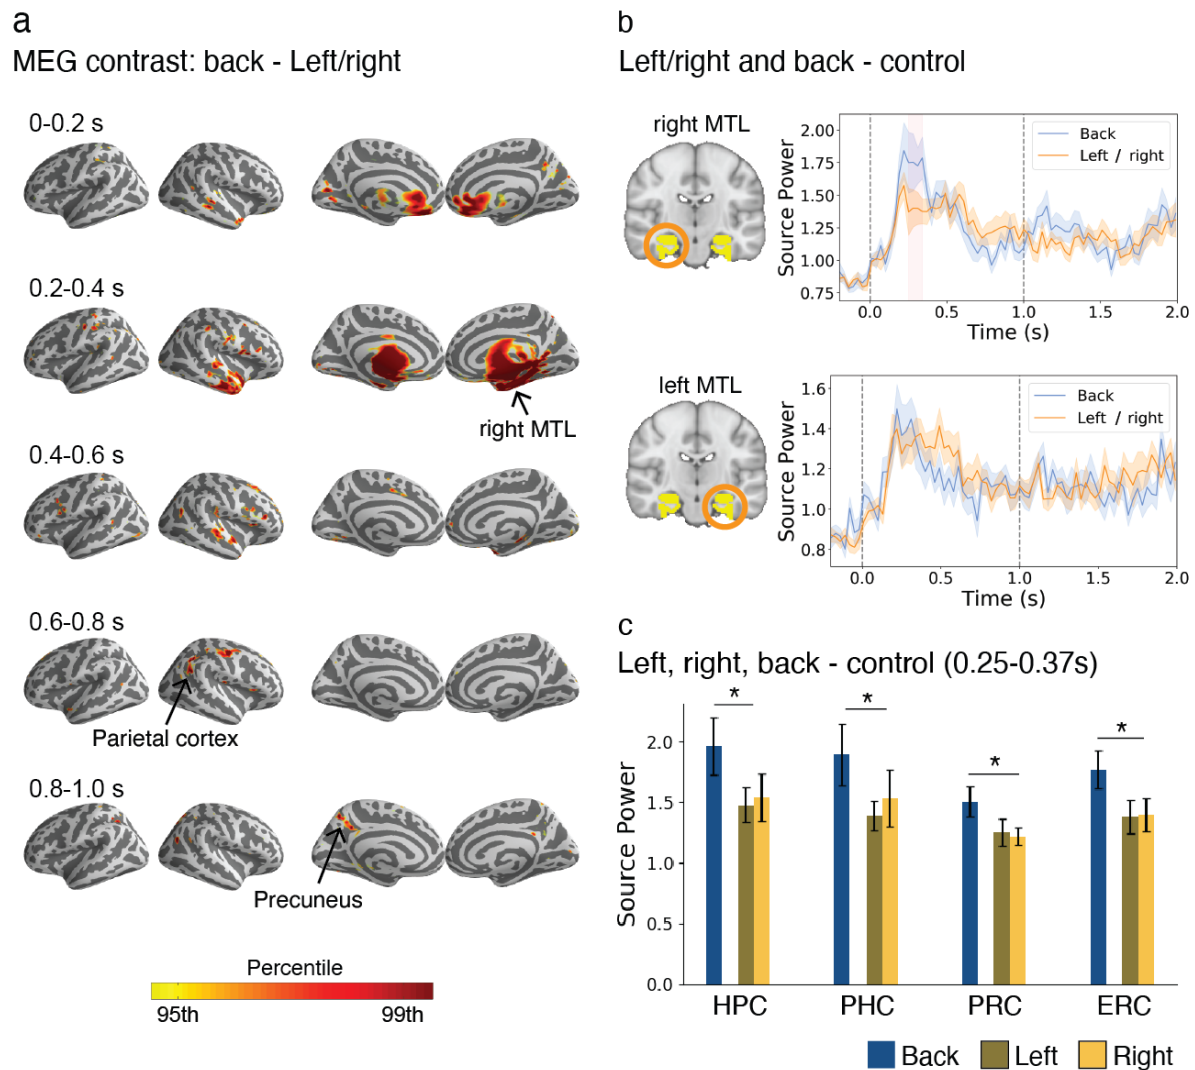 a
MEG contrast: back - Left/right
0-0.2 s
0.2-0.4 s
right MTL
0.4-0.6 s
0.6-0.8 s
Parietal cortex
0.8-1.0 s
Precuneus
Percentile
95th 99th
b
Left/right and back - control
right MTL
Source Power
2.00
1.75
1.50
1.25
1.00
0.75
Back
Left / right
0.0 0.5 1.0 1.5 2.0
Time (s)
left MTL
Source Power
1.6
1.4
1.2
1.0
0.8
Back
Left / right
0.0 0.5 1.0 1.5 2.0
Time (s)
c
Left, right, back - control (0.25-0.37s)
Source Power
2.0
1.5
1.0
0.5
0.0
* * * *
HPC PHC PRC ERC
Back Left Right